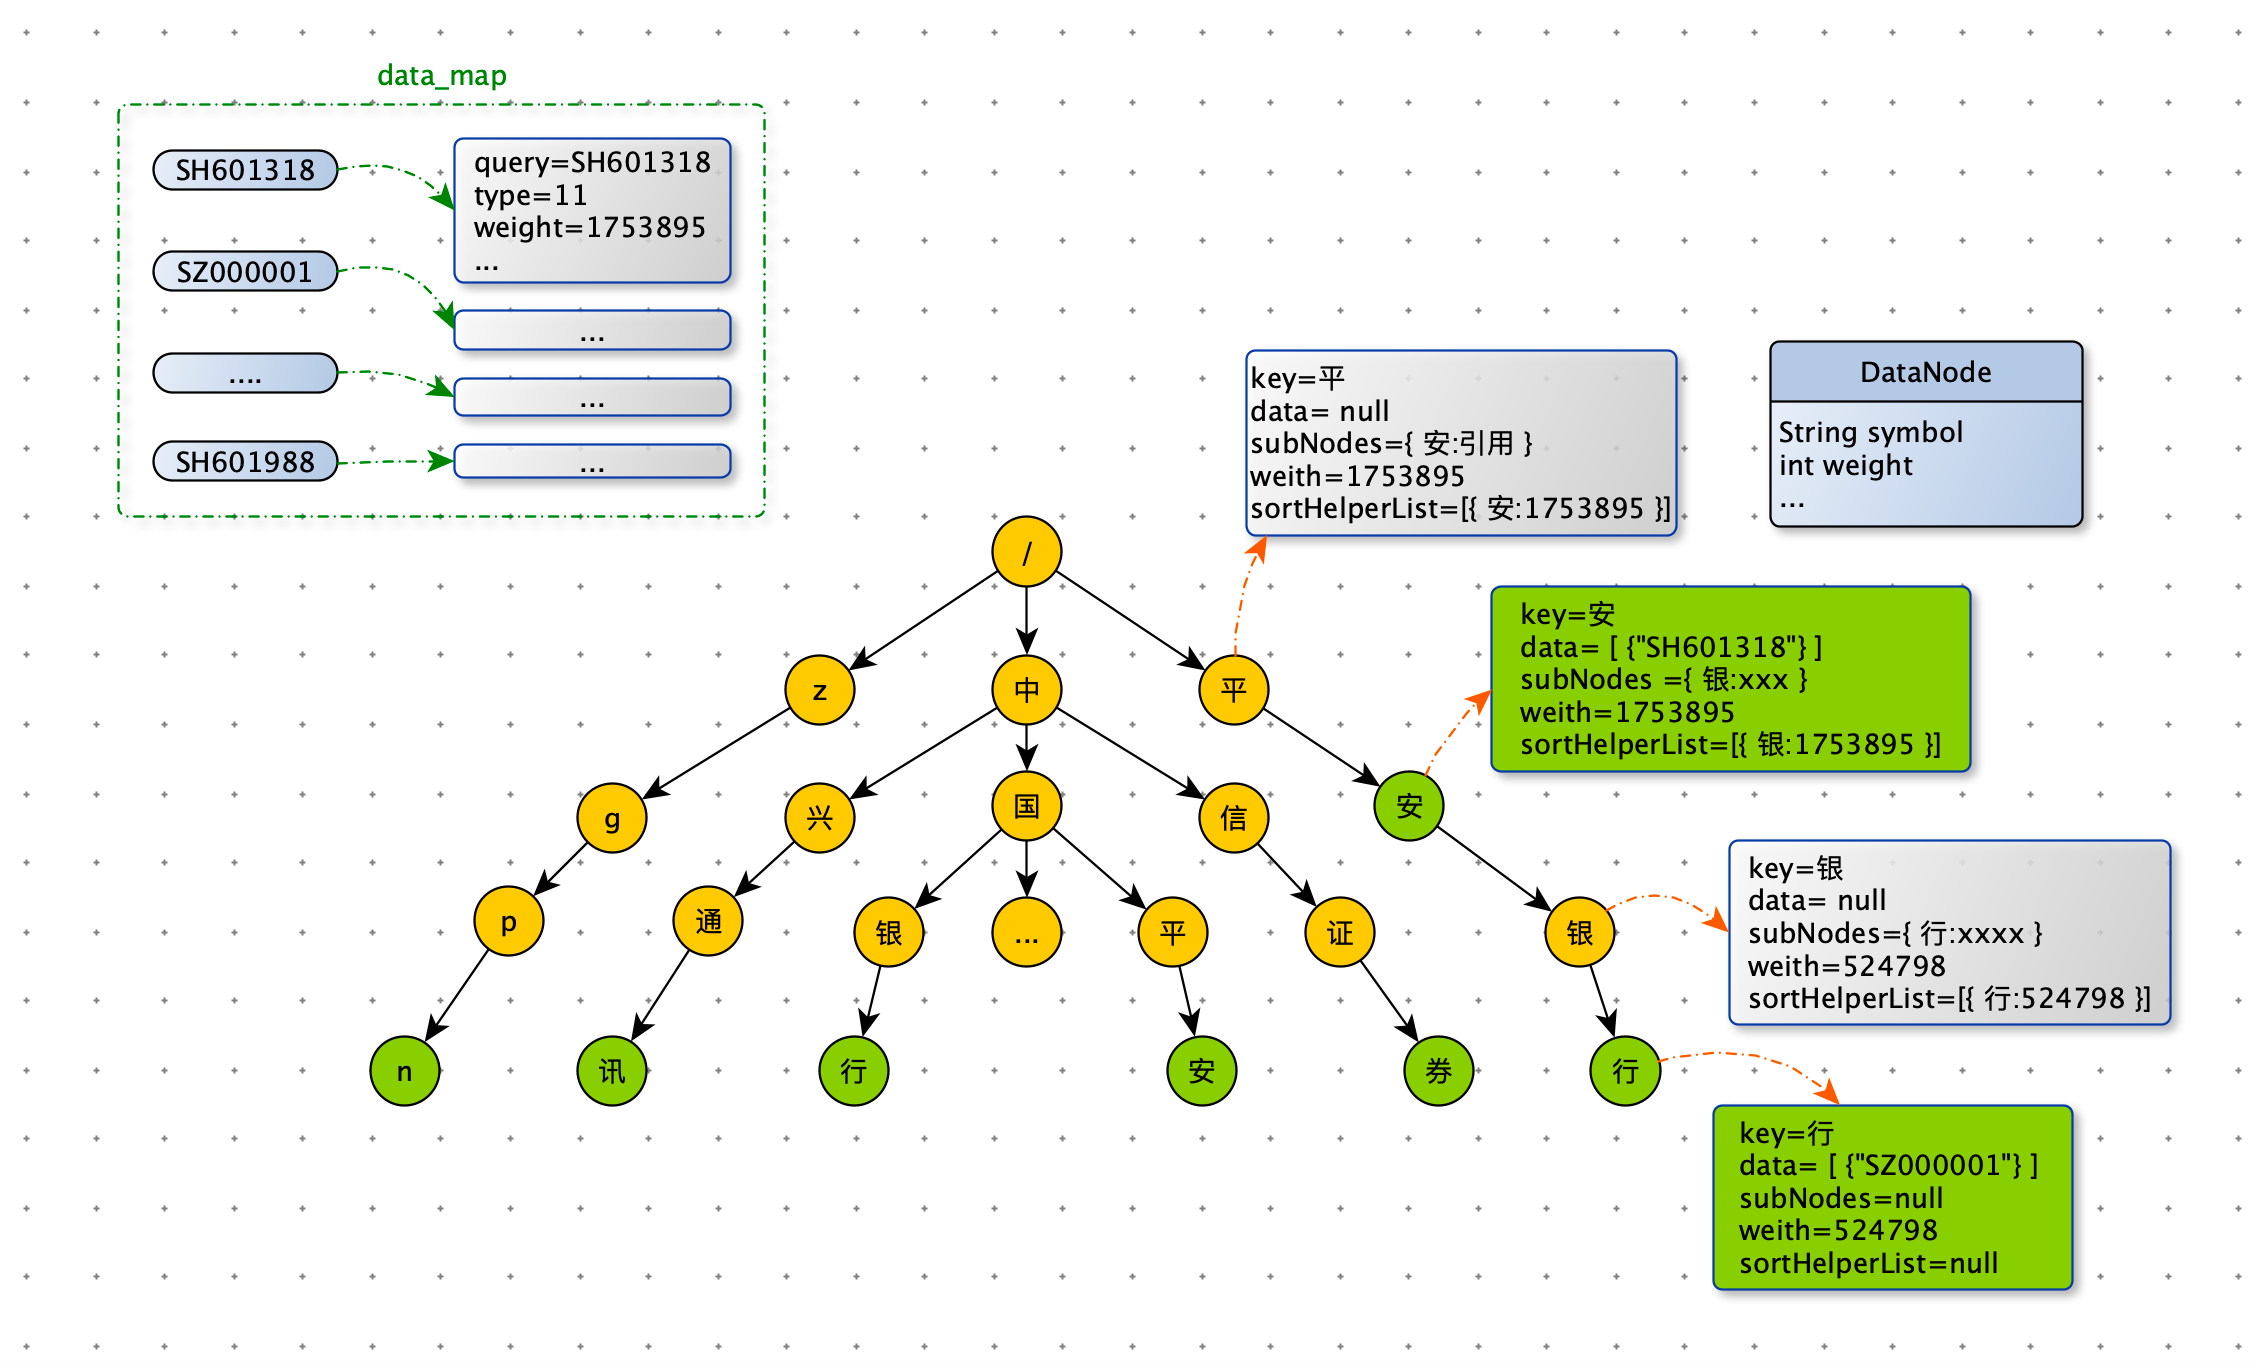 data_map
SH601318
query=SH601318
type=11
weight=1753895
...
SZ000001
...
....
...
SH601988
...
key=平
data= null
subNodes={ 安:引用 }
weith=1753895
sortHelperList=[{ 安:1753895 }]
DataNode
String symbol
int weight
...
/
z
中
平
key=安
data= [ {"SH601318"} ]
subNodes ={ 银:xxx }
weith=1753895
sortHelperList=[{ 银:1753895 }]
g
兴
国
信
安
p
通
银
...
平
证
银
key=银
data= null
subNodes={ 行:xxxx }
weith=524798
sortHelperList=[{ 行:524798 }]
n
讯
行
安
券
行
key=行
data= [ {"SZ000001"} ]
subNodes=null
weith=524798
sortHelperList=null